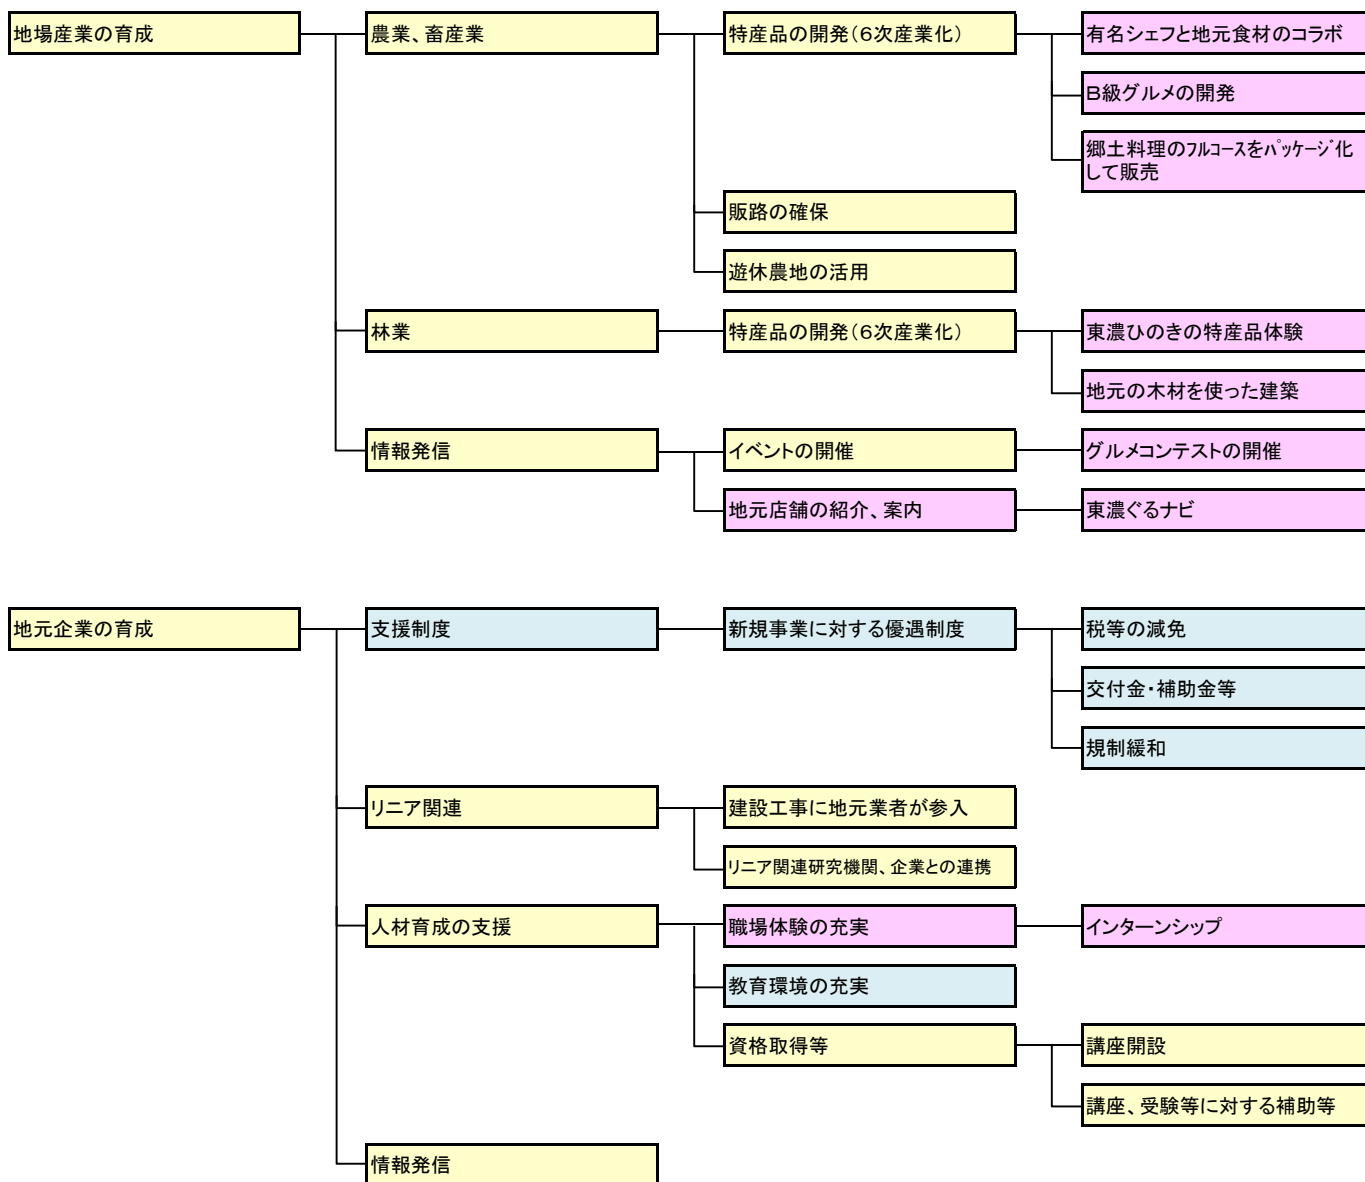 地場産業の育成
農業、畜産業
特産品の開発(6次産業化)
有名シェフと地元食材のコラボ
B級グルメの開発
郷土料理のフルコースをパッケージ化
して販売
販路の確保
遊休農地の活用
林業
特産品の開発(6次産業化)
東濃ひのきの特産品体験
地元の木材を使った建築
情報発信
イベントの開催
グルメコンテストの開催
地元店舗の紹介、案内
東濃ぐるナビ
地元企業の育成
支援制度
新規事業に対する優遇制度
税等の減免
交付金・補助金等
規制緩和
リニア関連
建設工事に地元業者が参入
リニア関連研究機関、企業との連携
人材育成の支援
職場体験の充実
インターンシップ
教育環境の充実
資格取得等
講座開設
講座、受験等に対する補助等
情報発信